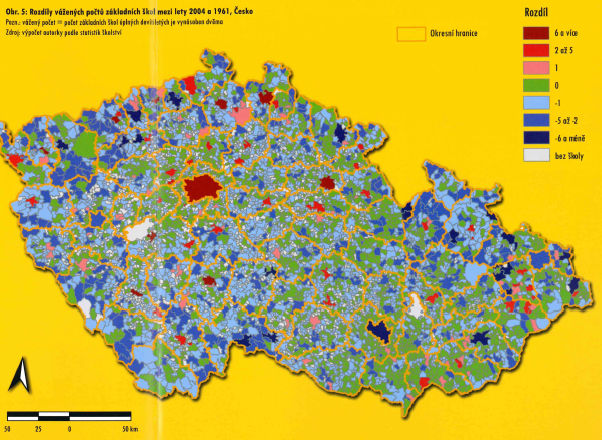 Obr. 5: Rozdíly vážených počtů základních škol mezi lety 2004 a 1961, Česko
Pozn.: vážený počet = počet základních škol úplných devítiletých je vynásoben dvěma
Zdroj: výpočet autorky podle statistik školství
Okresní hranice
Rozdíl
6 a více
2 až 5
1
0
-1
-5 až -2
-6 a méně
bez školy
50 25 0 50 km